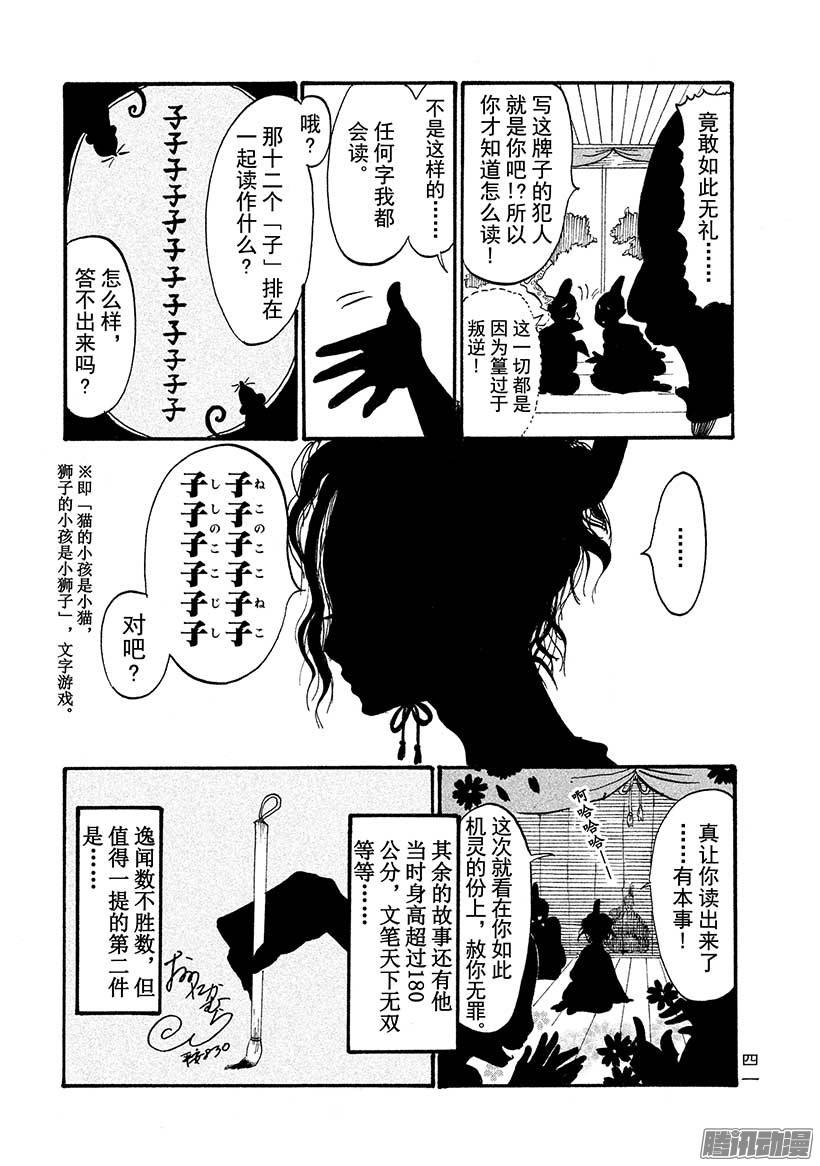 竟敢如此无礼……
写这牌子的犯人
就是你吧!?所以
你才知道怎么读!
这一切都是
因为篁过于
叛逆!
不是这样的……
任何字我都
会读。
哦?
那十二个「子」排在
一起读作什么?
子子子子子子子子子子子子
怎么样,
答不出来吗?
……
子子子子子子
ねこのここねこ
子子子子子子
ししのここじし
对吧?
※即「猫的小孩是小猫,
狮子的小孩是小狮子」,文字游戏。
真让你读出来了
……有本事!
啊哈哈哈——
这次就看在你如此
机灵的份上,赦你无罪。
其余的故事还有他
当时身高超过180
公分,文笔天下无双
等等……
逸闻数不胜数,但
值得一提的第二件
是……
830
四一
腾讯动漫